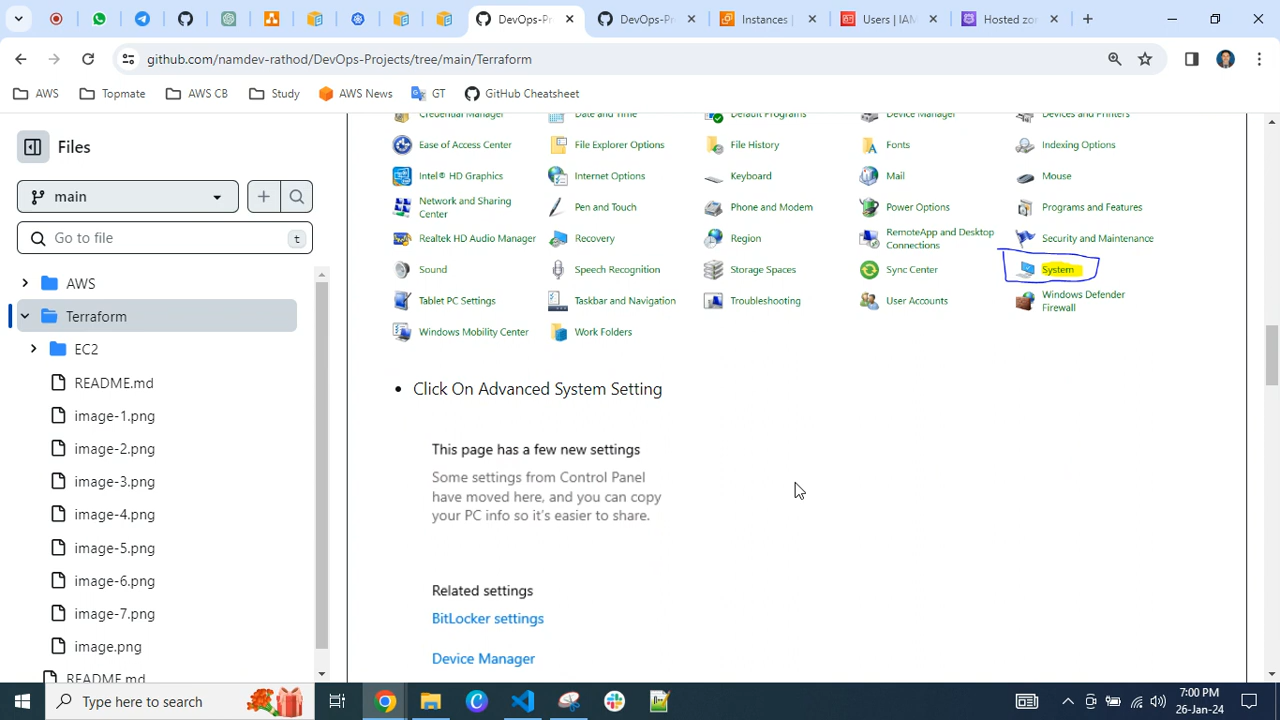 DevOps-Pr
DevOps-Pr
Instances |
Users | IAM
Hosted zor
github.com/namdev-rathod/DevOps-Projects/tree/main/Terraform
AWS
Topmate
AWS CB
Study
AWS News
GT
GitHub Cheatsheet
Files
main
Go to file
t
AWS
Terraform
EC2
README.md
image-1.png
image-2.png
image-3.png
image-4.png
image-5.png
image-6.png
image-7.png
image.png
README.md
Credential Manager
Date and Time
Default Programs
Device Manager
Devices and Printers
Ease of Access Center
File Explorer Options
File History
Fonts
Indexing Options
Intel® HD Graphics
Internet Options
Keyboard
Mail
Mouse
Network and Sharing
Center
Pen and Touch
Phone and Modem
Power Options
Programs and Features
Realtek HD Audio Manager
Recovery
Region
RemoteApp and Desktop
Connections
Security and Maintenance
Sound
Speech Recognition
Storage Spaces
Sync Center
System
Tablet PC Settings
Taskbar and Navigation
Troubleshooting
User Accounts
Windows Defender
Firewall
Windows Mobility Center
Work Folders
• Click On Advanced System Setting
This page has a few new settings
Some settings from Control Panel
have moved here, and you can copy
your PC info so it's easier to share.
Related settings
BitLocker settings
Device Manager
Type here to search
7:00 PM
26-Jan-24